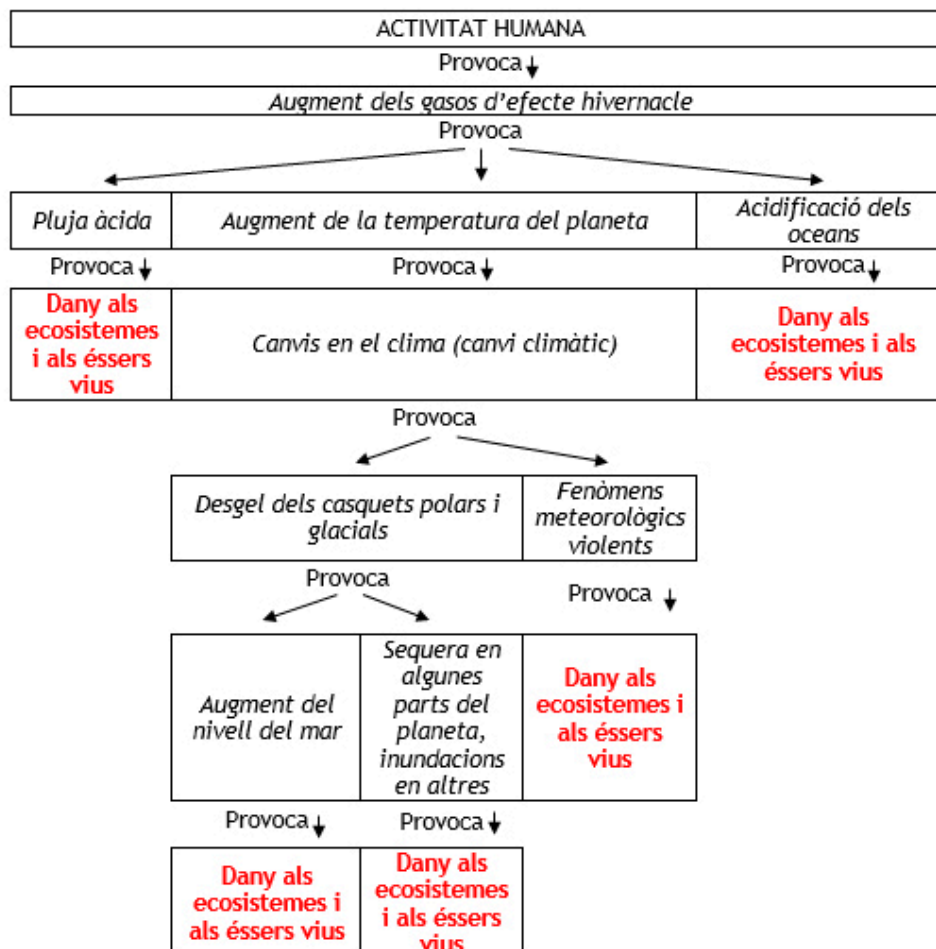 ACTIVITAT HUMANA
Provoca
Augment dels gasos d'efecte hivernacle
Provoca
Pluja àcida
Augment de la temperatura del planeta
Acidificació dels
oceans
Provoca
Provoca
Provoca
Dany als
ecosistemes
i als éssers
vius
Canvis en el clima (canvi climàtic)
Dany als
ecosistemes i als
éssers vius
Provoca
Desgel dels casquets polars i
glacials
Fenòmens
meteorològics
violents
Provoca
Provoca
Augment del
nivell del mar
Sequera en
algunes
parts del
planeta,
inundacions
en altres
Dany als
ecosistemes i
als éssers
vius
Provoca
Provoca
Dany als
ecosistemes i
als éssers vius
Dany als
ecosistemes
i als éssers
vius